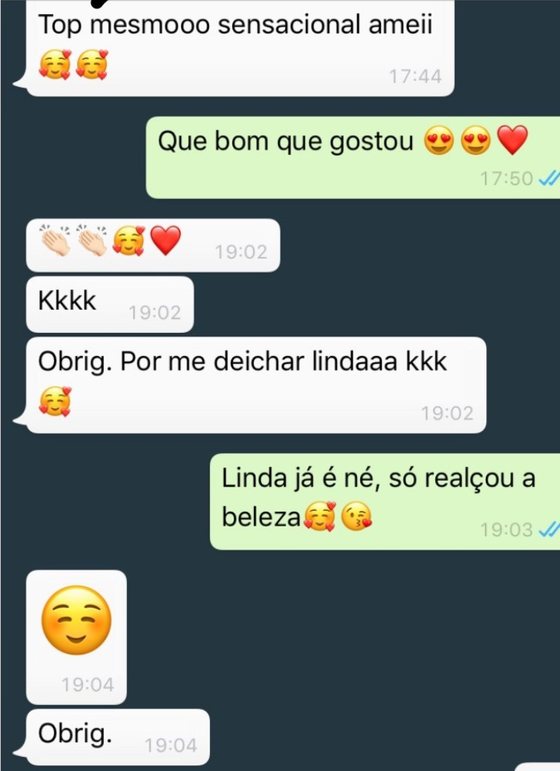 Top mesmooo sensacional ameii
🥰🥰
17:44
Que bom que gostou 😍😍❤️
17:50
👏🏻👏🏻🥰❤️
19:02
Kkkk
19:02
Obrig. Por me deichar lindaaa kkk
🥰
19:02
Linda já é né, só realçou a
beleza🥰😘
19:03
☺️
19:04
Obrig.
19:04